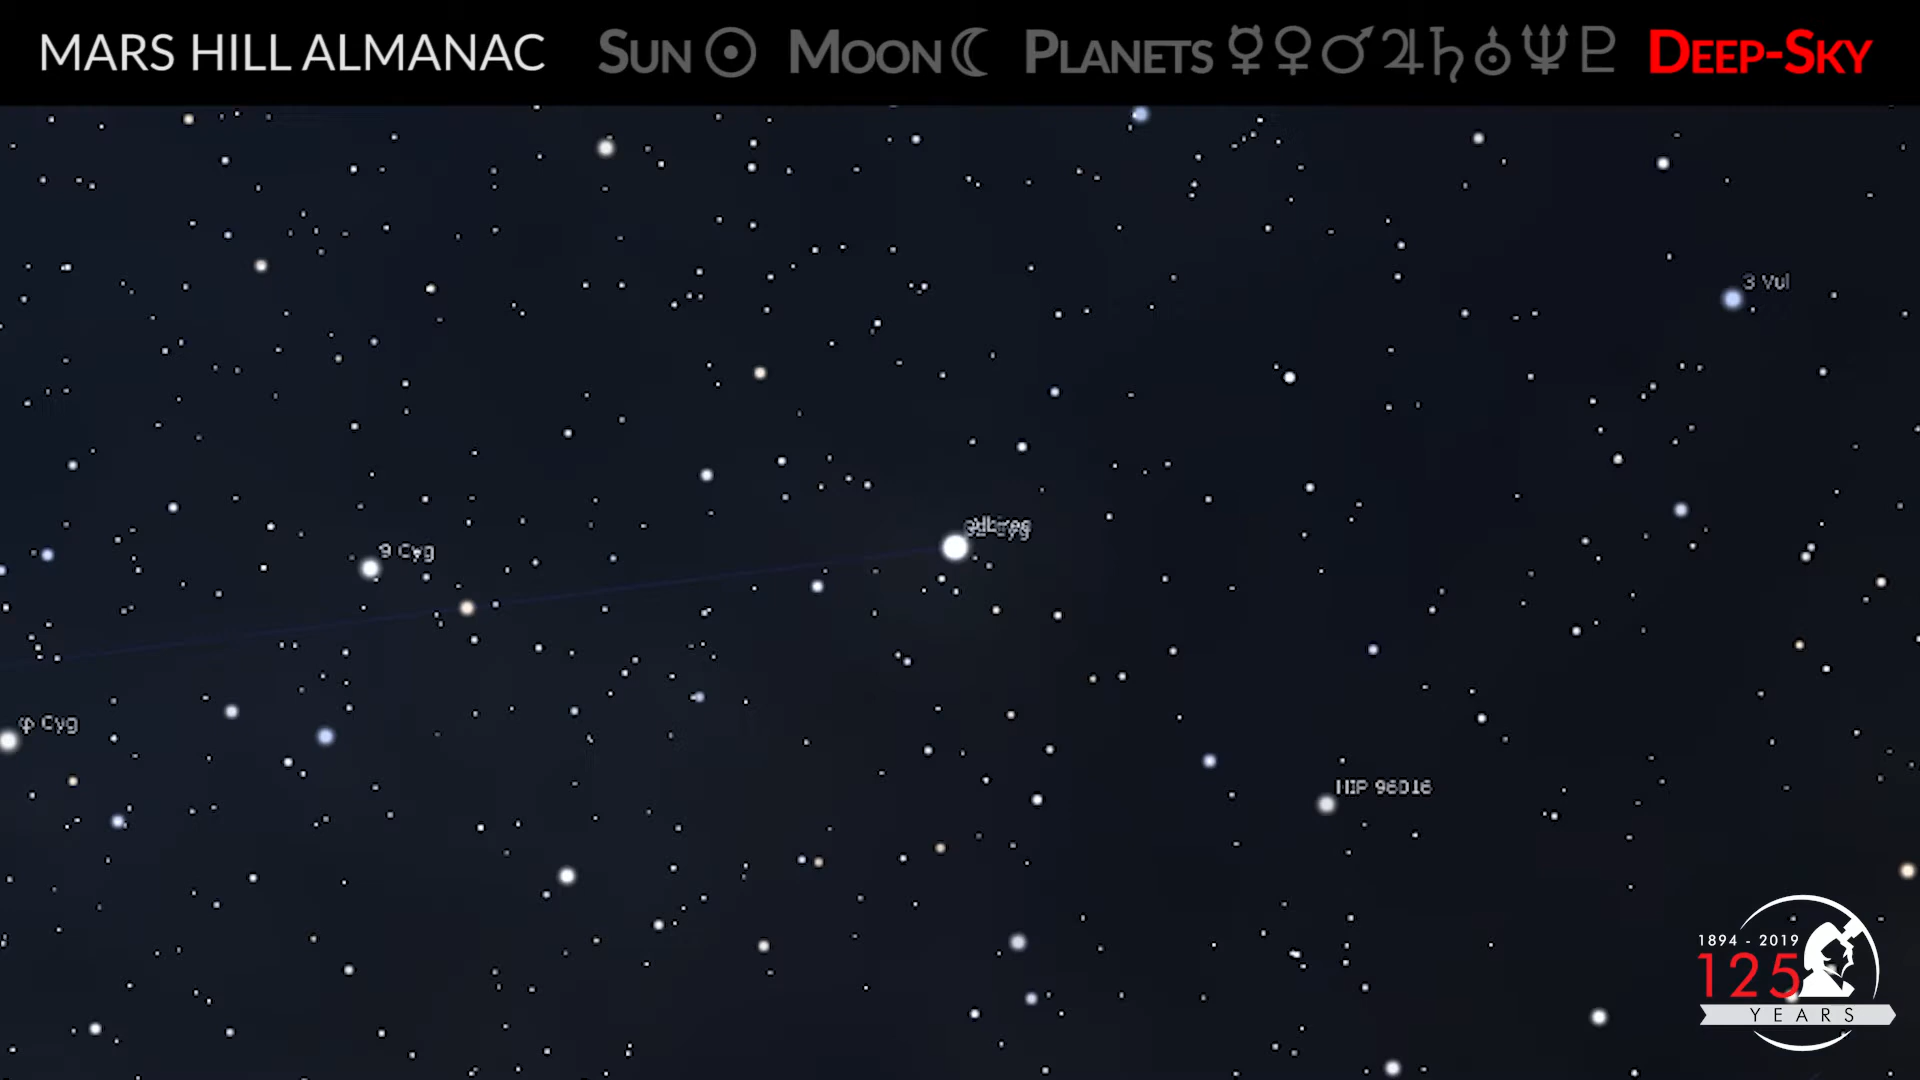 MARS HILL ALMANAC SUN ☉ MOON ☾ PLANETS ☿♀♂♃♄⛢♆♇ DEEP-SKY
3 Vul
9 Cyg
φ Cyg
HIP 96016
1894 - 2019
125
YEARS